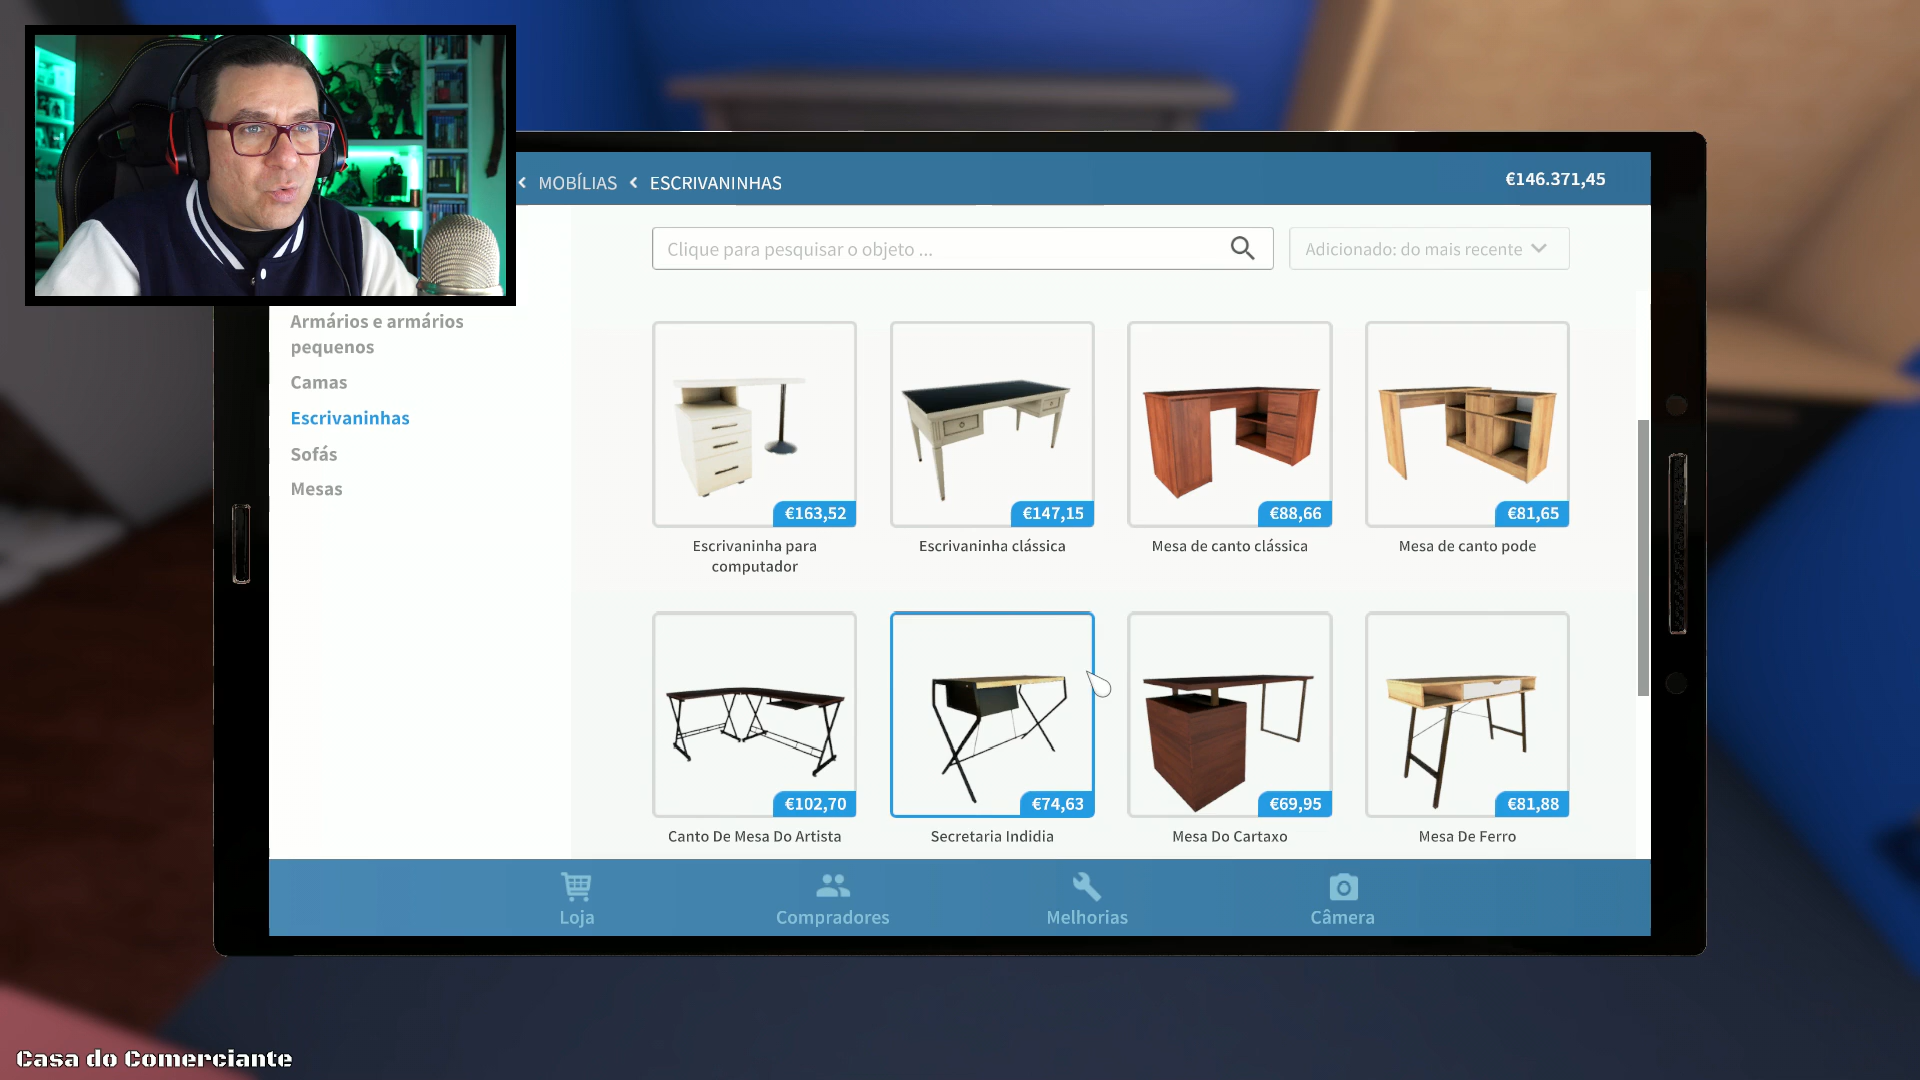 MOBÍLIAS
ESCRIVANINHAS
€146.371,45
Clique para pesquisar o objeto ...
Adicionado: do mais recente
Armários e armários
pequenos
Camas
Escrivaninhas
Sofás
Mesas
€163,52
€147,15
€88,66
€81,65
Escrivaninha para
computador
Escrivaninha clássica
Mesa de canto clássica
Mesa de canto pode
€102,70
€74,63
€69,95
€81,88
Canto De Mesa Do Artista
Secretaria Indidia
Mesa Do Cartaxo
Mesa De Ferro
Loja
Compradores
Melhorias
Câmera
Casa do Comerciante